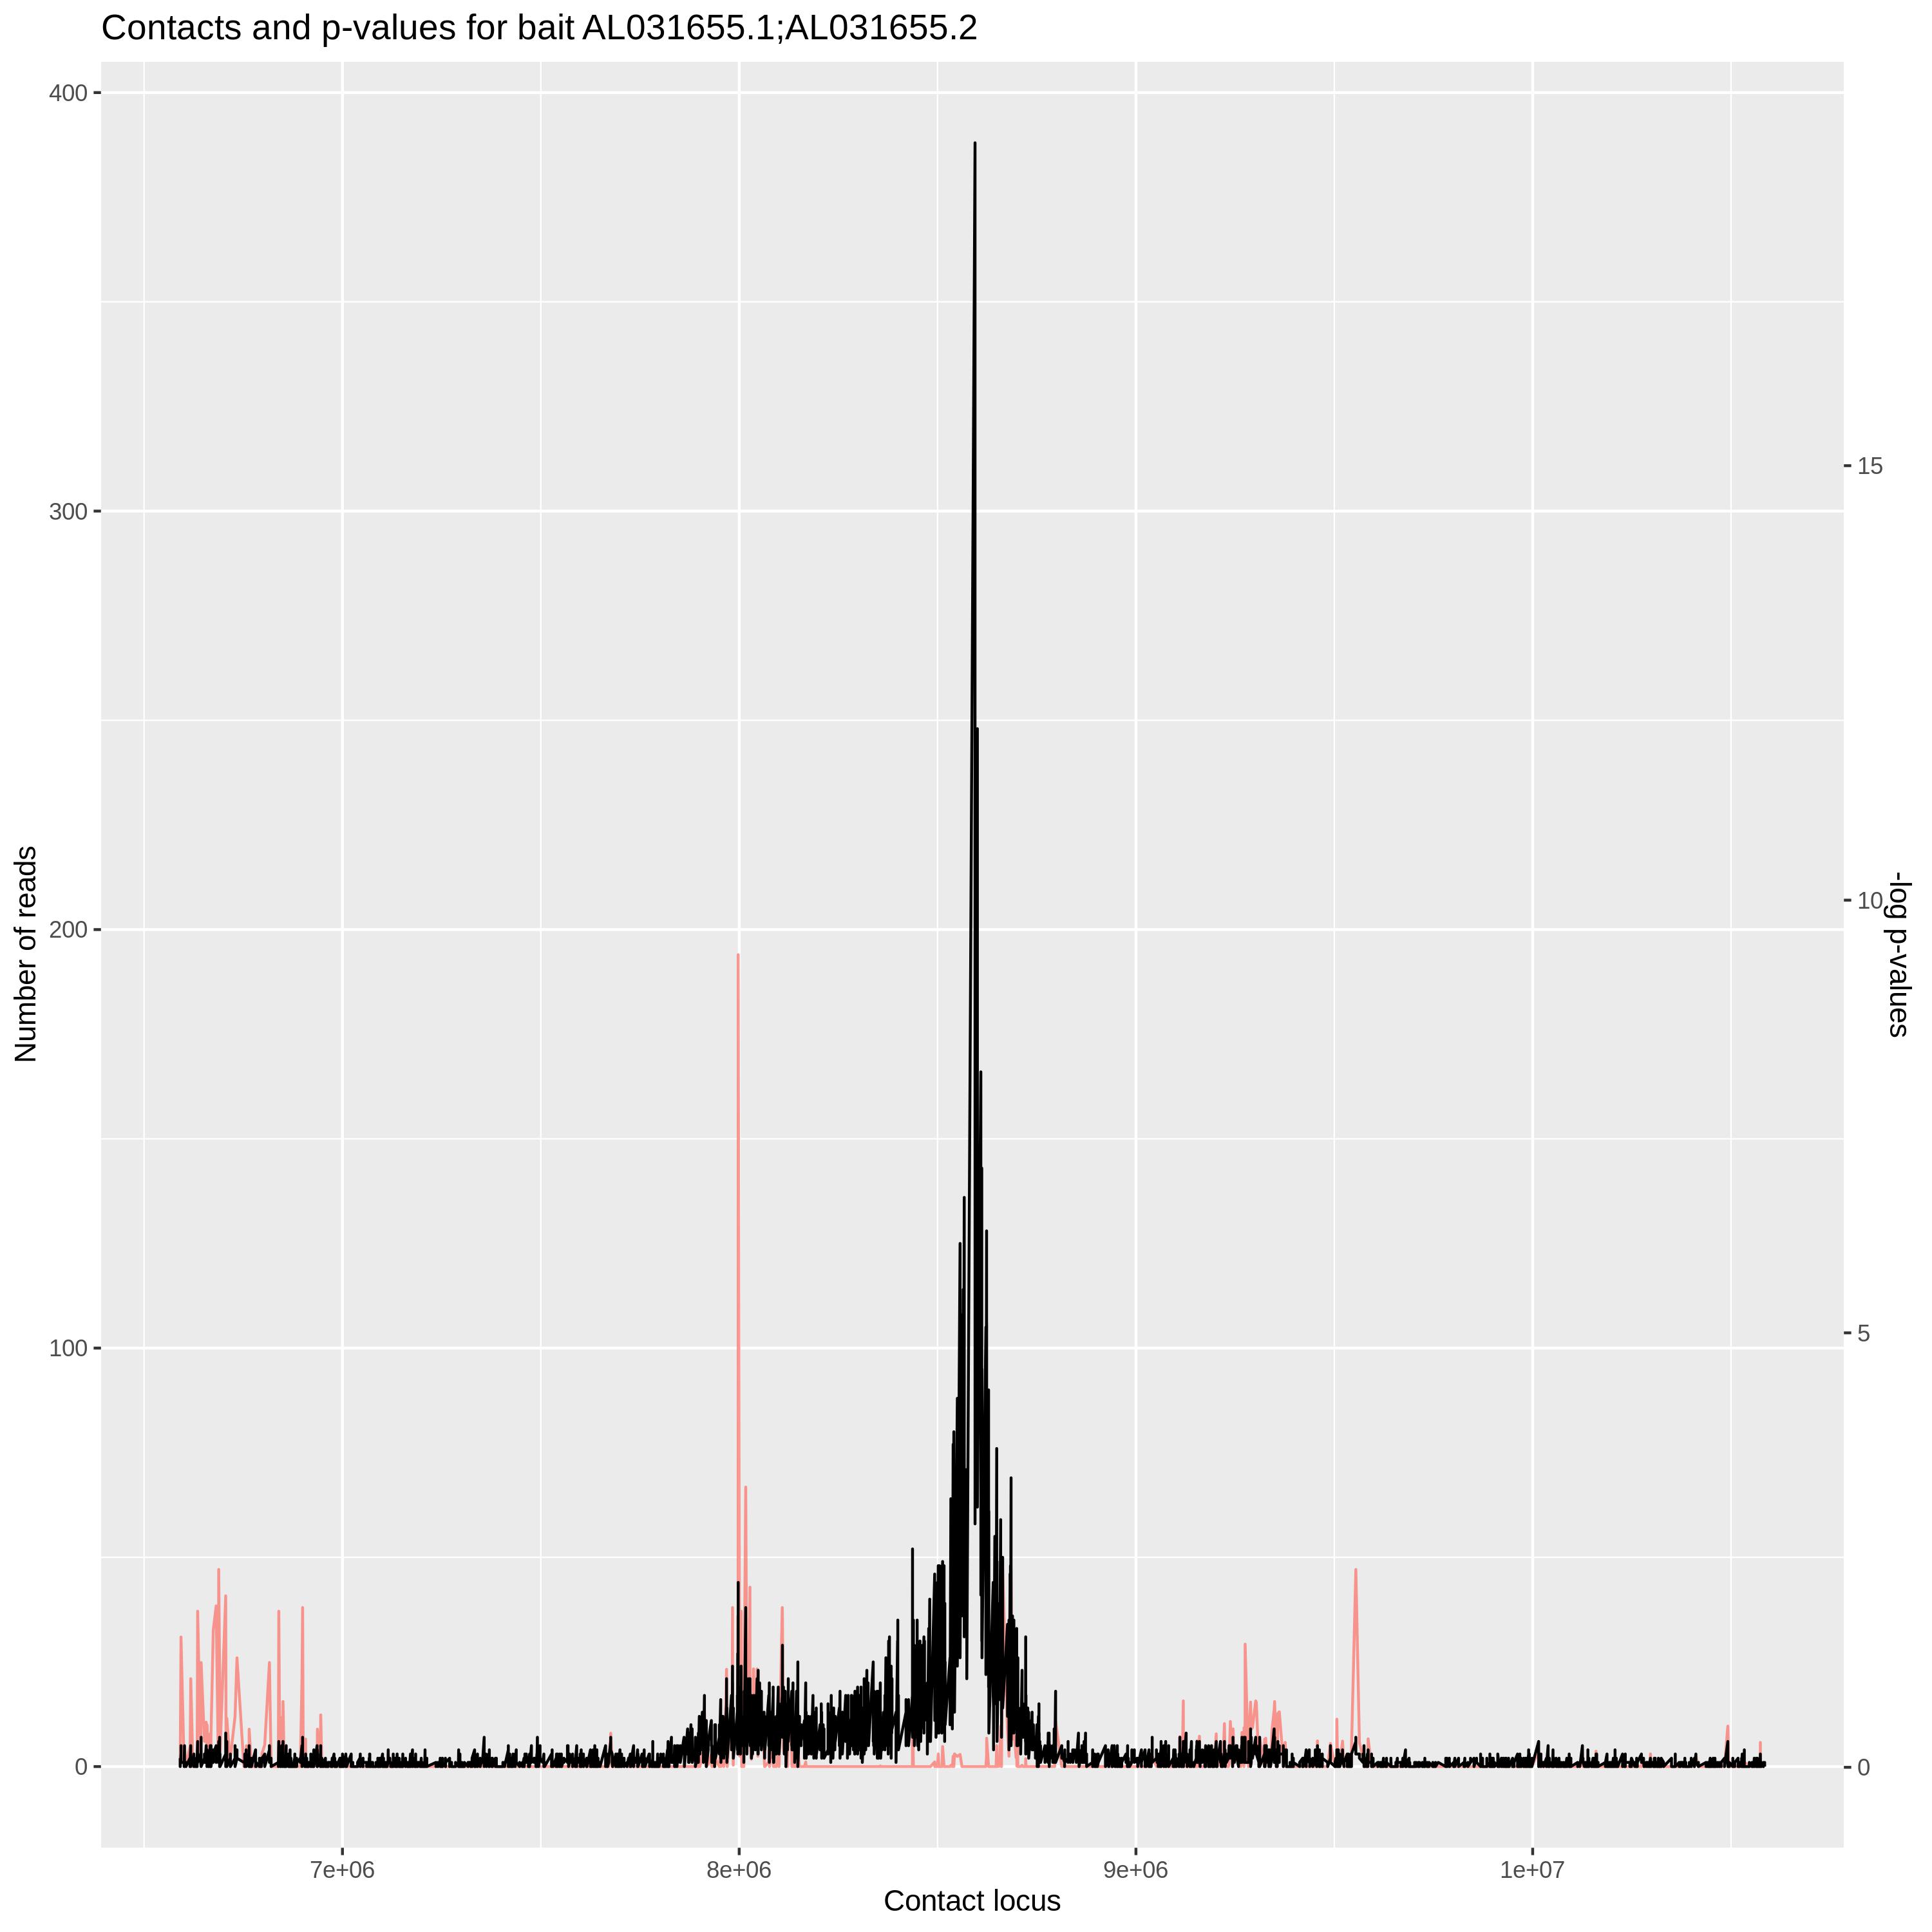 Contacts and p-values for bait AL031655.1;AL031655.2
400
300
200
100
0
Number of reads
15
10
5
0
-log p-values
7e+06
8e+06
9e+06
1e+07
Contact locus